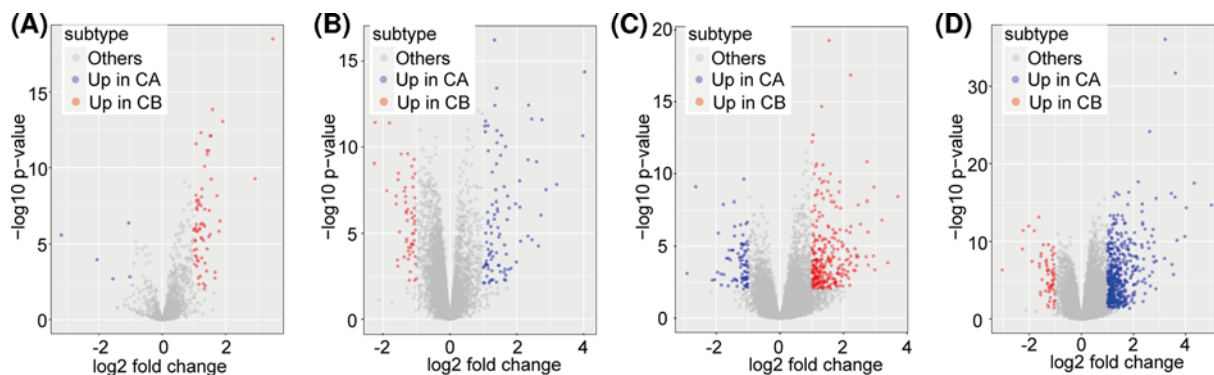 (A)
subtype
Others
Up in CA
Up in CB
15
10
5
0
-2
0
2
−log10 p−value
log2 fold change
(B)
subtype
Others
Up in CA
Up in CB
16
12
8
4
0
-2
0
2
4
−log10 p−value
log2 fold change
(C)
subtype
Others
Up in CA
Up in CB
20
15
10
5
0
-2
0
2
4
−log10 p−value
log2 fold change
(D)
subtype
Others
Up in CA
Up in CB
30
20
10
0
-2
0
2
4
−log10 p−value
log2 fold change